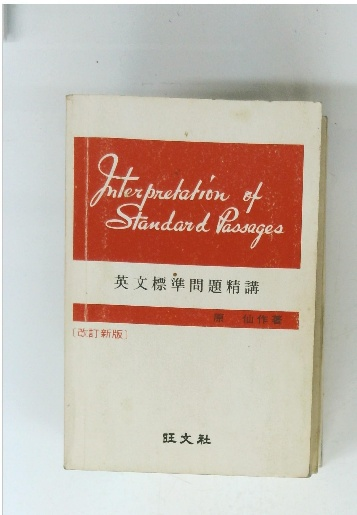 Interpretation of
Standard Passages
英文標準問題精講
原 仙作著
〔改訂新版〕
旺文社